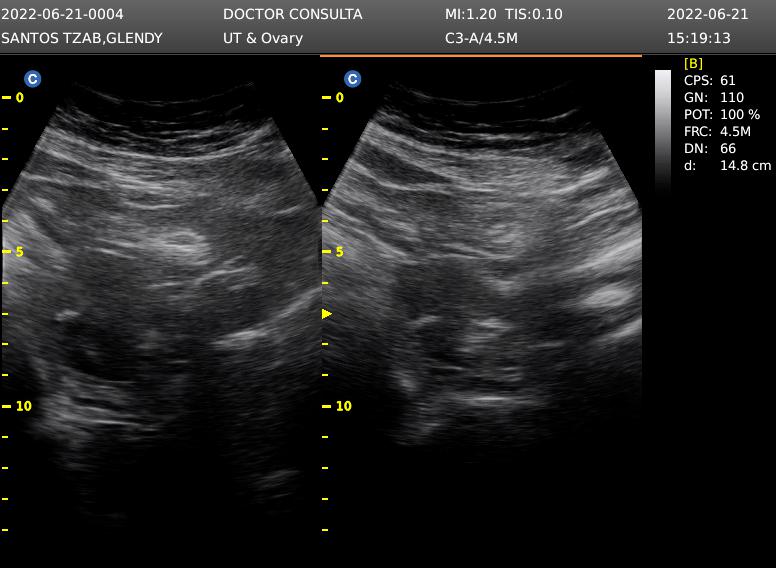 2022-06-21-0004 DOCTOR CONSULTA MI:1.20 TIS:0.10 2022-06-21
SANTOS TZAB,GLENDY UT & Ovary C3-A/4.5M 15:19:13
[B]
CPS: 61
GN: 110
POT: 100 %
FRC: 4.5M
DN: 66
d: 14.8 cm
C C
0 0
5 5
10 10